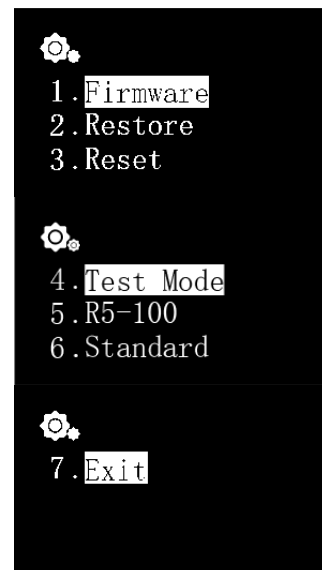 1.Firmware
2.Restore
3.Reset
4.Test Mode
5.R5-100
6.Standard
7.Exit